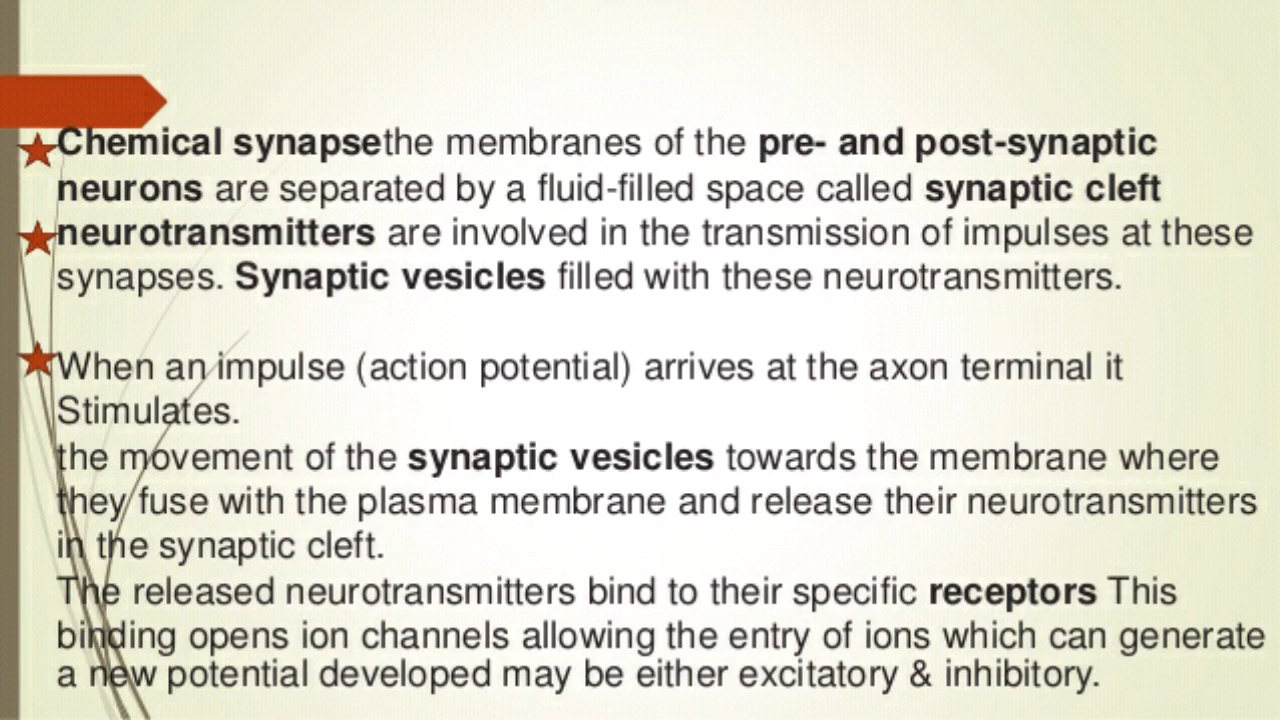 Chemical synapsethe membranes of the pre- and post-synaptic
neurons are separated by a fluid-filled space called synaptic cleft
neurotransmitters are involved in the transmission of impulses at these
synapses. Synaptic vesicles filled with these neurotransmitters.
When an impulse (action potential) arrives at the axon terminal it
Stimulates.
the movement of the synaptic vesicles towards the membrane where
they fuse with the plasma membrane and release their neurotransmitters
in the synaptic cleft.
The released neurotransmitters bind to their specific receptors This
binding opens ion channels allowing the entry of ions which can generate
a new potential developed may be either excitatory & inhibitory.